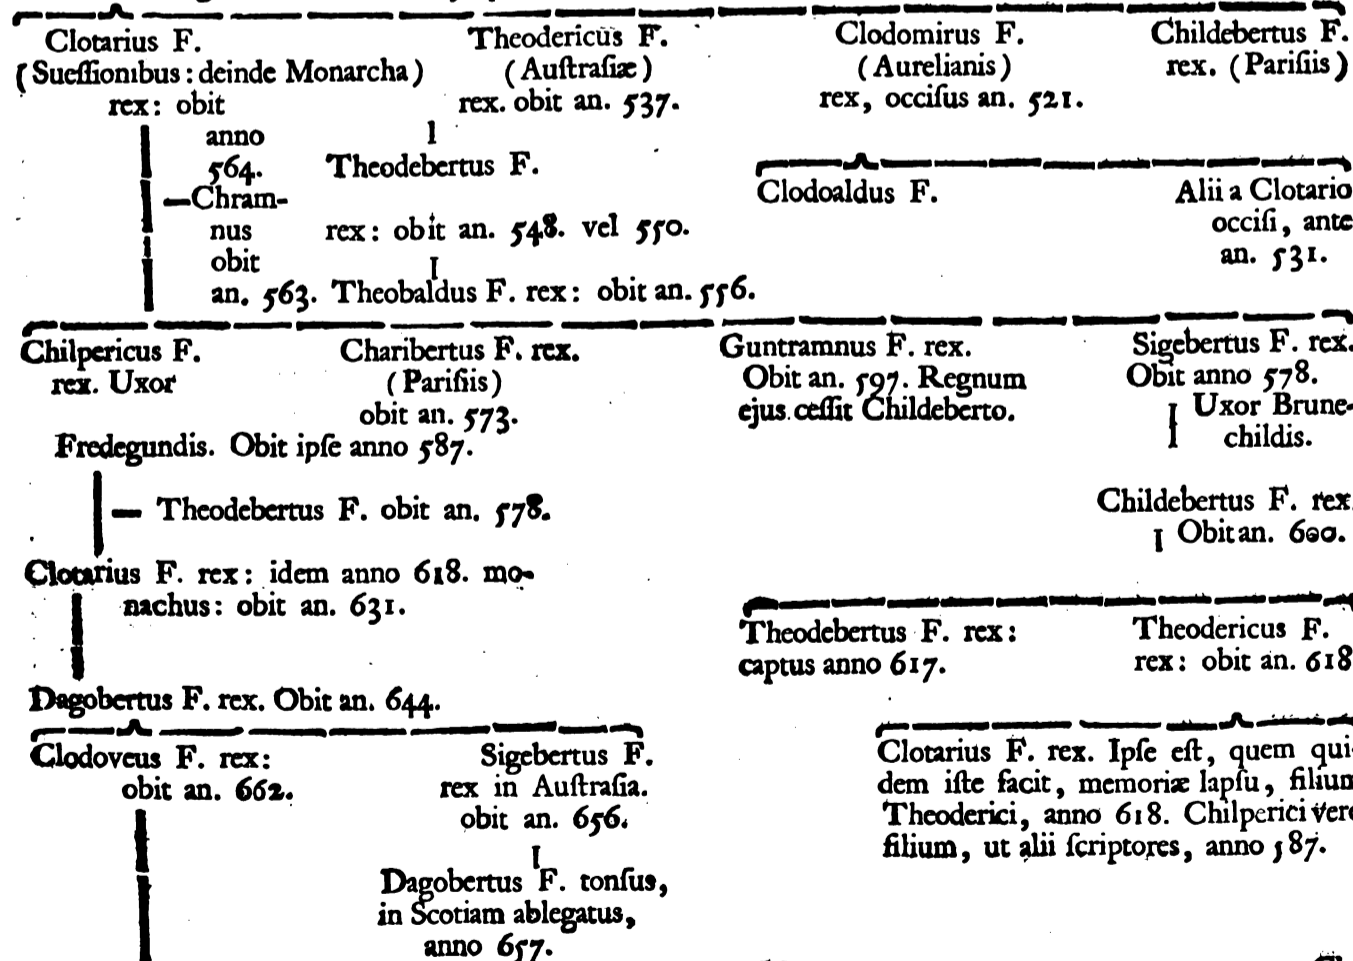 Clotarius F.
(Sueſſionibus: deinde Monarcha)
rex: obit
anno
564.
—Chram-
nus
obit
an. 563.
Theodericus F.
(Auſtraſiæ)
rex. obit an. 537.
Theodebertus F.
rex: obit an. 548. vel 550.
Theobaldus F. rex: obit an. 556.
Clodomirus F.
(Aurelianis)
rex, occiſus an. 521.
Childebertus F.
rex. (Pariſiis)
Clodoaldus F.
Alii a Clotario
occiſi, ante
an. 531.
Chilpericus F.
rex. Uxor
Fredegundis. Obit ipſe anno 587.
Charibertus F. rex.
(Pariſiis)
obit an. 573.
Guntramnus F. rex.
Obit an. 597. Regnum
ejus ceſſit Childeberto.
Sigebertus F. rex.
Obit anno 578.
Uxor Brune-
childis.
— Theodebertus F. obit an. 578.
Childebertus F. rex.
Obit an. 600.
Clotarius F. rex: idem anno 618. mo-
nachus: obit an. 631.
Theodebertus F. rex:
captus anno 617.
Theodericus F.
rex: obit an. 618
Dagobertus F. rex. Obit an. 644.
Clodoveus F. rex:
obit an. 662.
Sigebertus F.
rex in Auſtraſia.
obit an. 656.
Dagobertus F. tonſus,
in Scotiam ablegatus,
anno 657.
Clotarius F. rex. Ipſe eſt, quem qui-
dem iſte facit, memoriæ lapſu, filium
Theoderici, anno 618. Chilperici vero
filium, ut alii ſcriptores, anno 587.